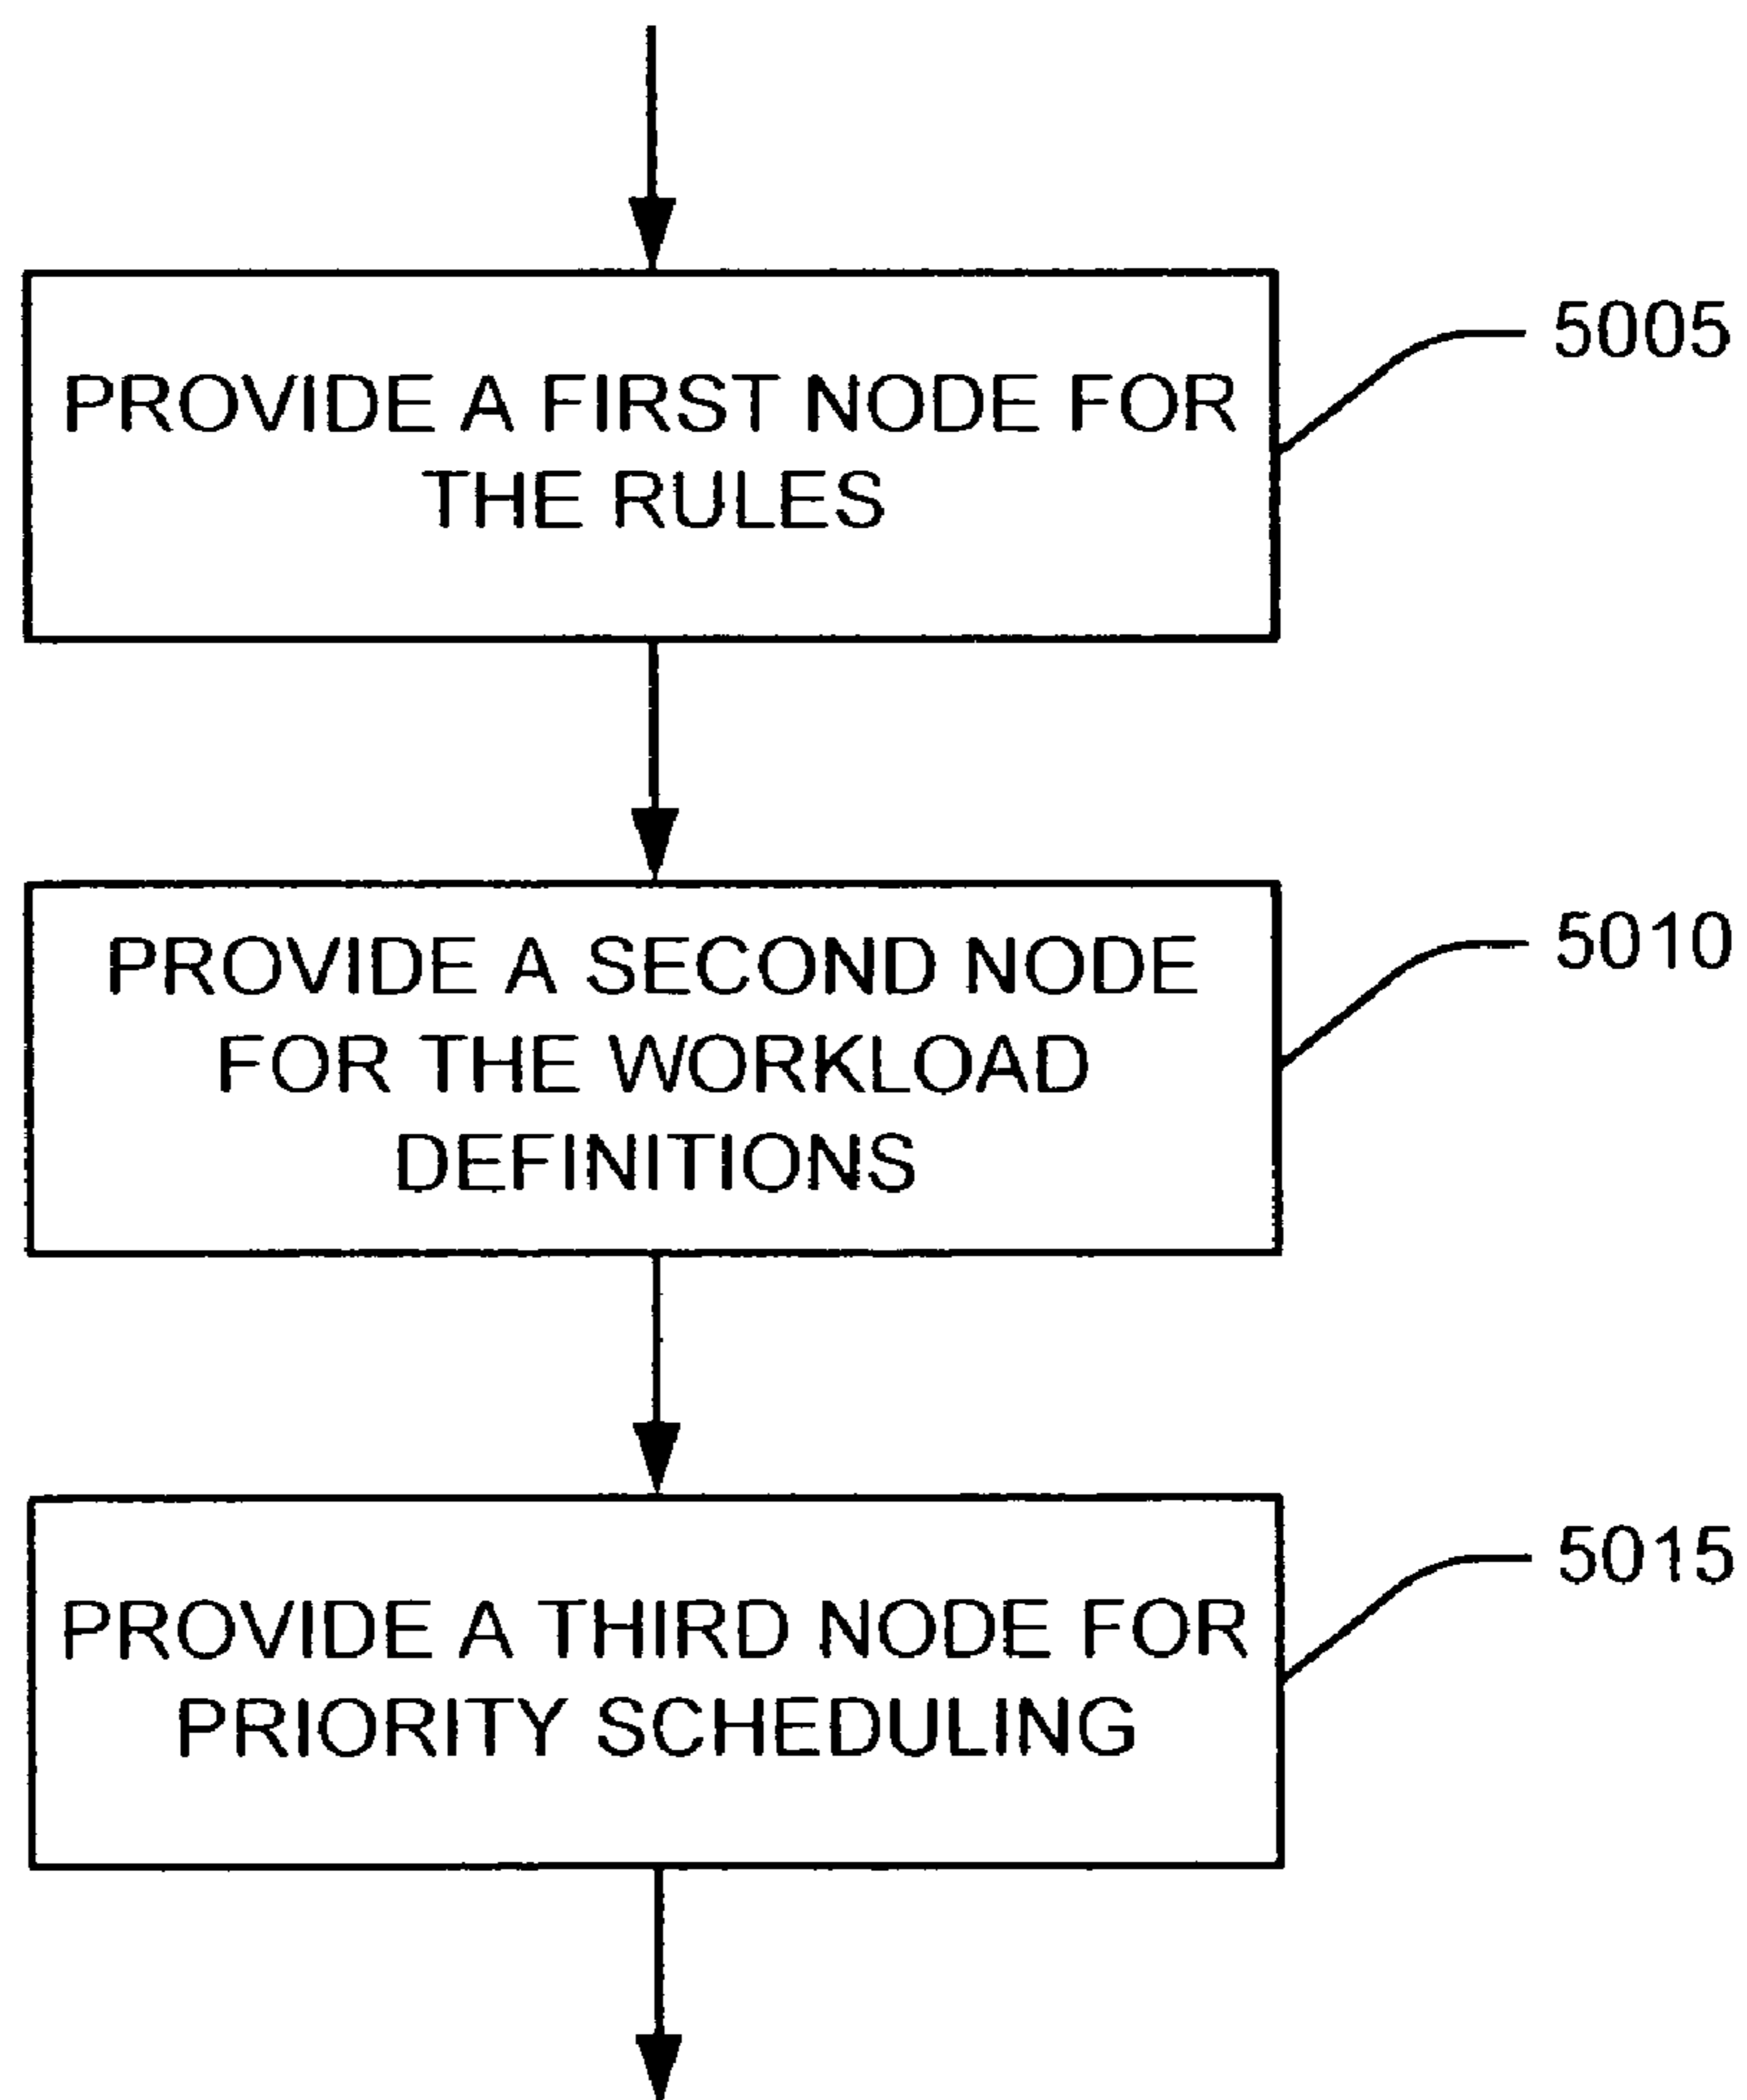 PROVIDE A FIRST NODE FOR
THE RULES
5005
PROVIDE A SECOND NODE
FOR THE WORKLOAD
DEFINITIONS
5010
PROVIDE A THIRD NODE FOR
PRIORITY SCHEDULING
5015